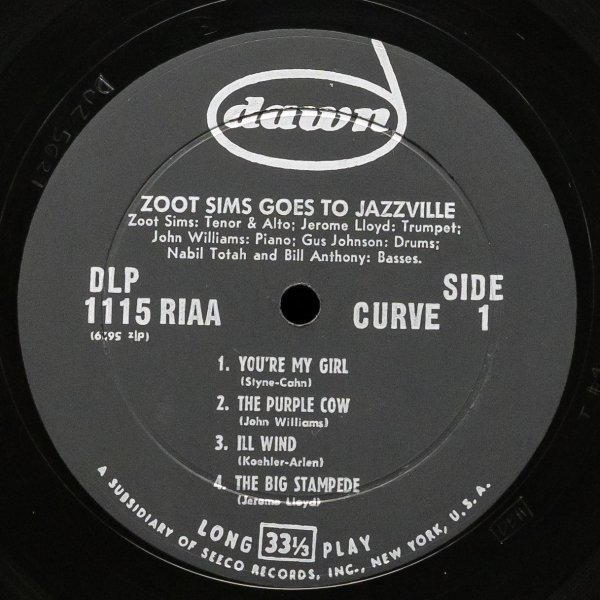 dawn
ZOOT SIMS GOES TO JAZZVILLE
Zoot Sims: Tenor & Alto; Jerome Lloyd: Trumpet;
John Williams: Piano; Gus Johnson: Drums;
Nabil Totah and Bill Anthony: Basses.
DLP SIDE
1115 RIAA CURVE 1
1. YOU'RE MY GIRL
(Styne-Cahn)
2. THE PURPLE COW
(John Williams)
3. ILL WIND
(Koehler-Arlen)
4. THE BIG STAMPEDE
(Jerome Lloyd)
LONG 33 1/3 PLAY
A SUBSIDIARY OF SEECO RECORDS, INC., NEW YORK, U.S.A.